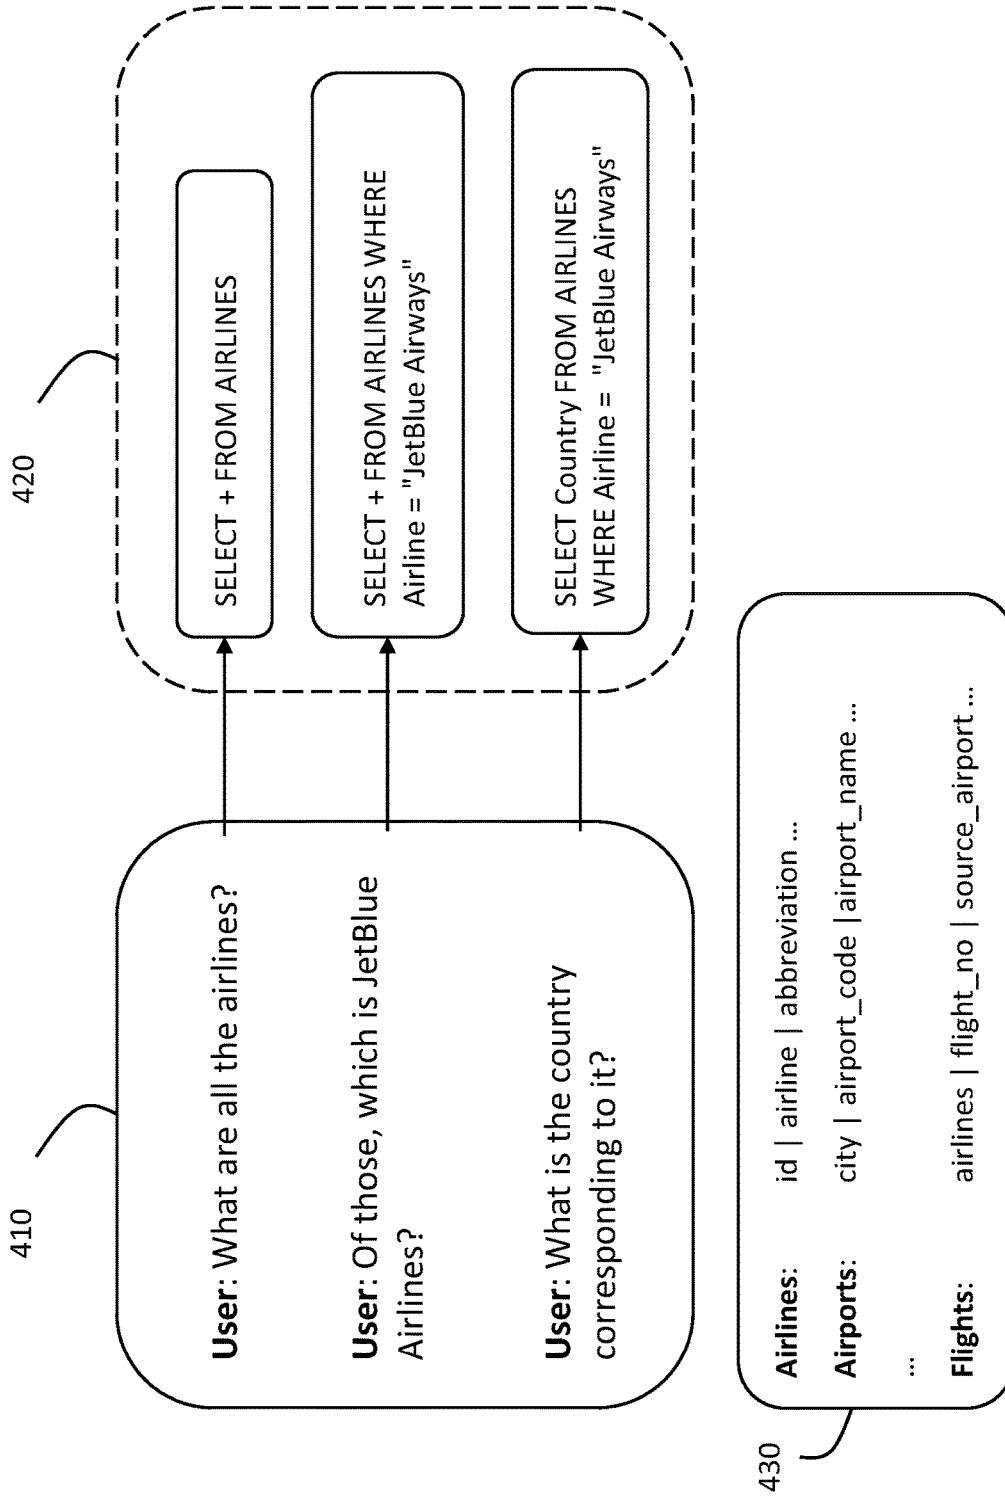 410
User: What are all the airlines?
User: Of those, which is JetBlue
Airlines?
User: What is the country
corresponding to it?
420
SELECT + FROM AIRLINES
SELECT + FROM AIRLINES WHERE
Airline = "JetBlue Airways"
SELECT Country FROM AIRLINES
WHERE Airline = "JetBlue Airways"
430
Airlines: id | airline | abbreviation ...
Airports: city | airport_code |airport_name ...
...
Flights: airlines | flight_no | source_airport ...